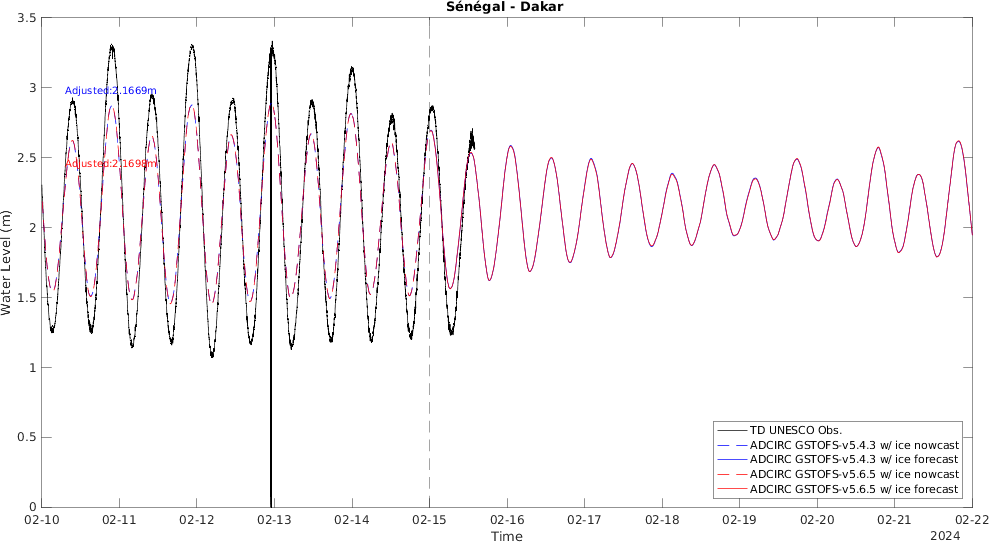 Sénégal - Dakar
3.5
3
2.5
2
1.5
1
0.5
0
Water Level (m)
Adjusted:2.1669m
Adjusted:2.1698m
TD UNESCO Obs.
ADCIRC GSTOFS-v5.4.3 w/ ice nowcast
ADCIRC GSTOFS-v5.4.3 w/ ice forecast
ADCIRC GSTOFS-v5.6.5 w/ ice nowcast
ADCIRC GSTOFS-v5.6.5 w/ ice forecast
02-10 02-11 02-12 02-13 02-14 02-15 02-16 02-17 02-18 02-19 02-20 02-21 02-22
Time
2024